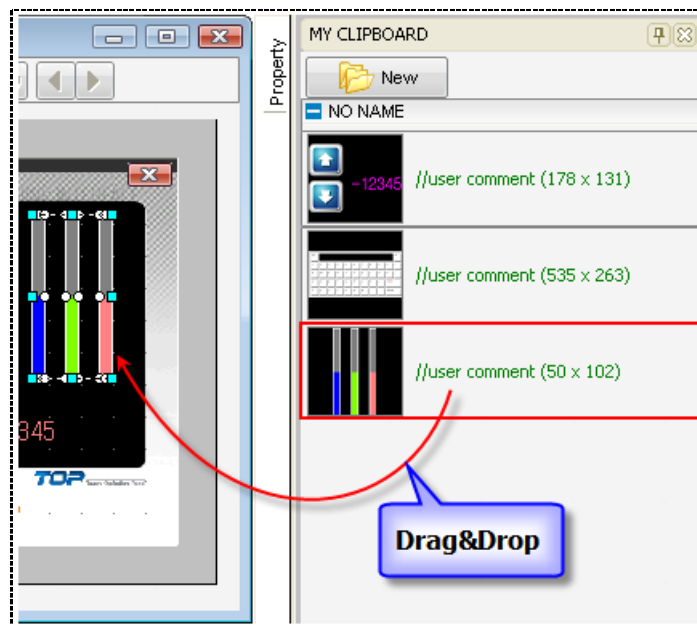 Property
MY CLIPBOARD
New
NO NAME
-12345
//user comment (178 x 131)
//user comment (535 x 263)
//user comment (50 x 102)
345
TOP
Drag&Drop